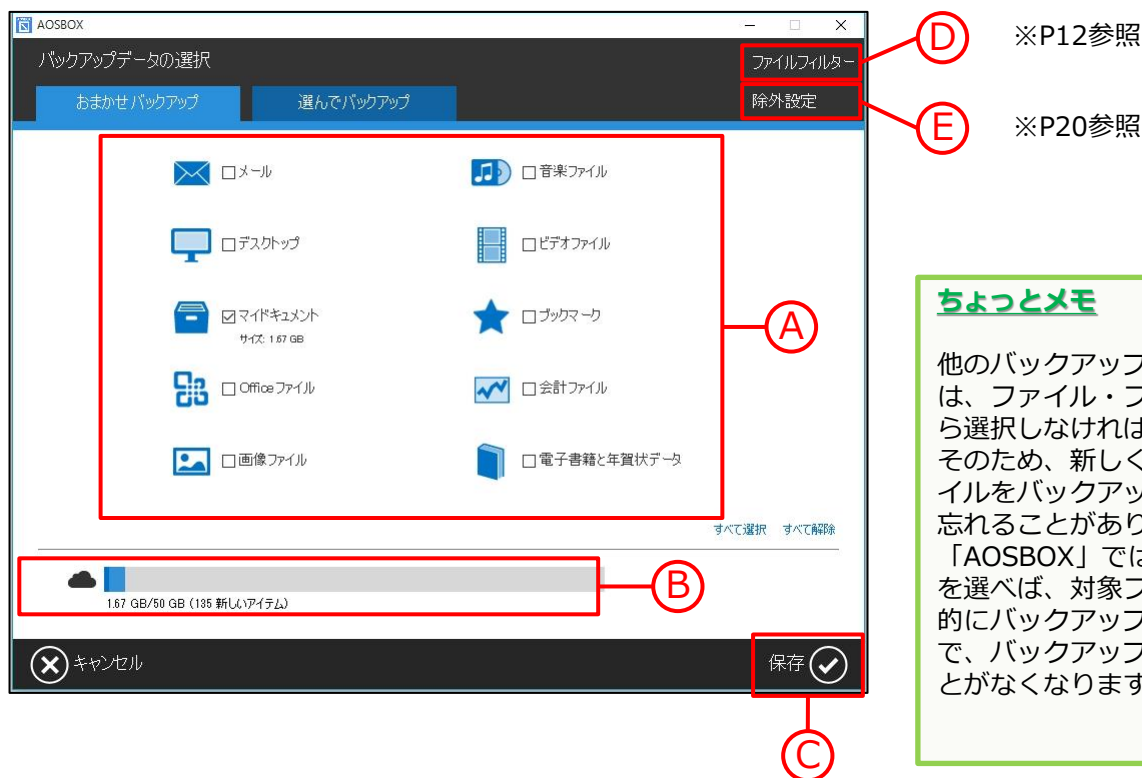 AOSBOX
バックアップデータの選択
ファイルフィルター
おまかせバックアップ
選んでバックアップ
除外設定
D
※P12参照
E
※P20参照
□メール
□音楽ファイル
□デスクトップ
□ビデオファイル
☑マイドキュメント
サイズ: 1.67 GB
□ブックマーク
□Office ファイル
□会計ファイル
□画像ファイル
□電子書籍と年賀状データ
A
すべて選択 すべて解除
1.67 GB/50 GB (135 新しいアイテム)
B
キャンセル
保存
C
ちょっとメモ
他のバックアップ
は、ファイル・フ
ら選択しなければ
そのため、新しく
イルをバックアッ
忘れることがあり
「AOSBOX」では
を選べば、対象フ
的にバックアップ
で、バックアップ
とがなくなります